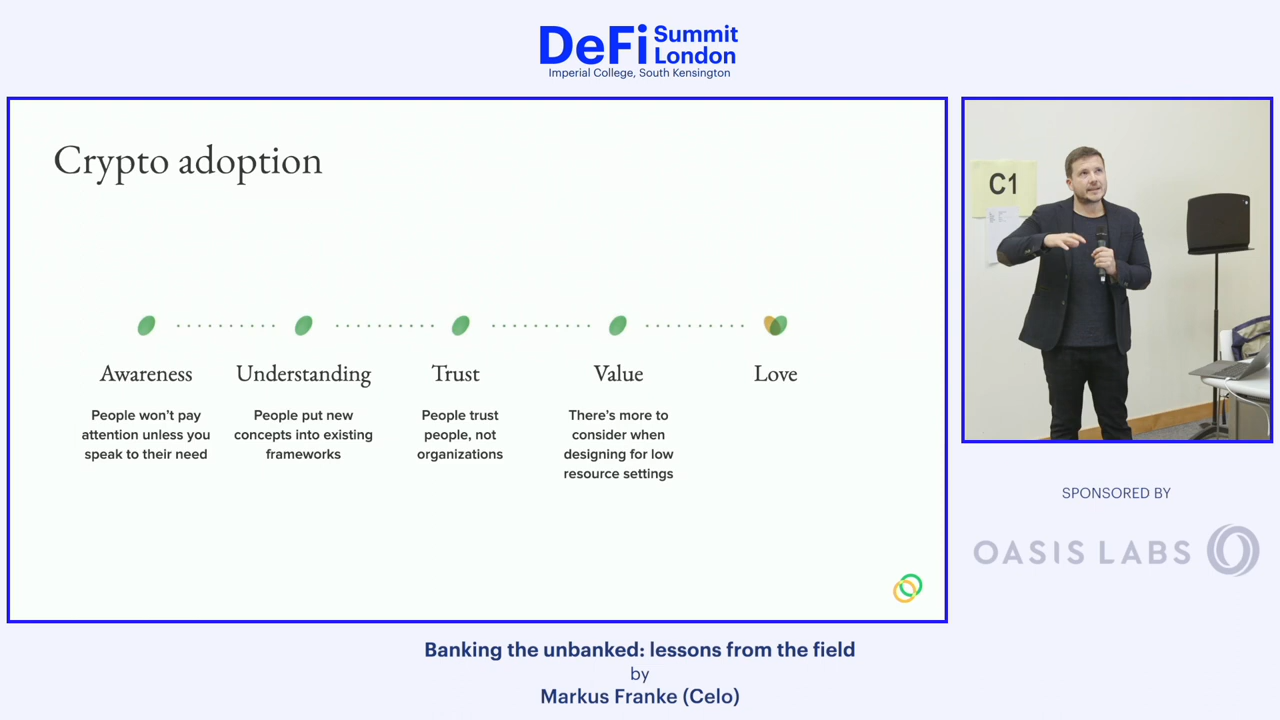 DeFi Summit London
Imperial College, South Kensington
Crypto adoption
Awareness
People won't pay
attention unless you
speak to their need
Understanding
People put new
concepts into existing
frameworks
Trust
People trust
people, not
organizations
Value
There's more to
consider when
designing for low
resource settings
Love
C1
SPONSORED BY
OASIS LABS
Banking the unbanked: lessons from the field
by
Markus Franke (Celo)